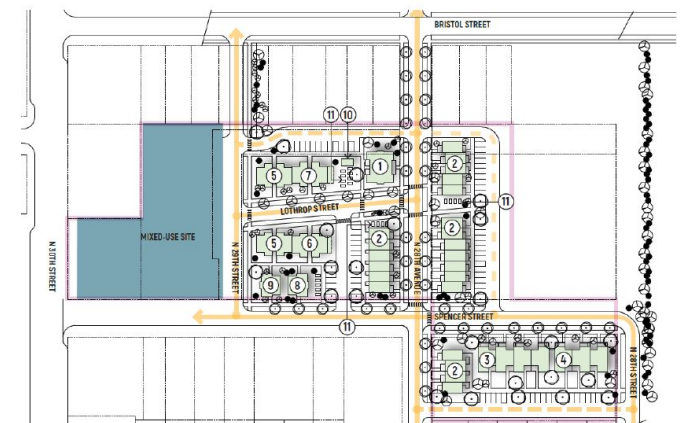 BRISTOL STREET
11 10
1
2
5 7
11
LOTHROP STREET
2
2
MIXED-USE SITE
5 6
N 30TH STREET
N 29TH STREET
N 28TH AVENUE
9 8
SPENCER STREET
11
3 4
2
N 28TH STREET